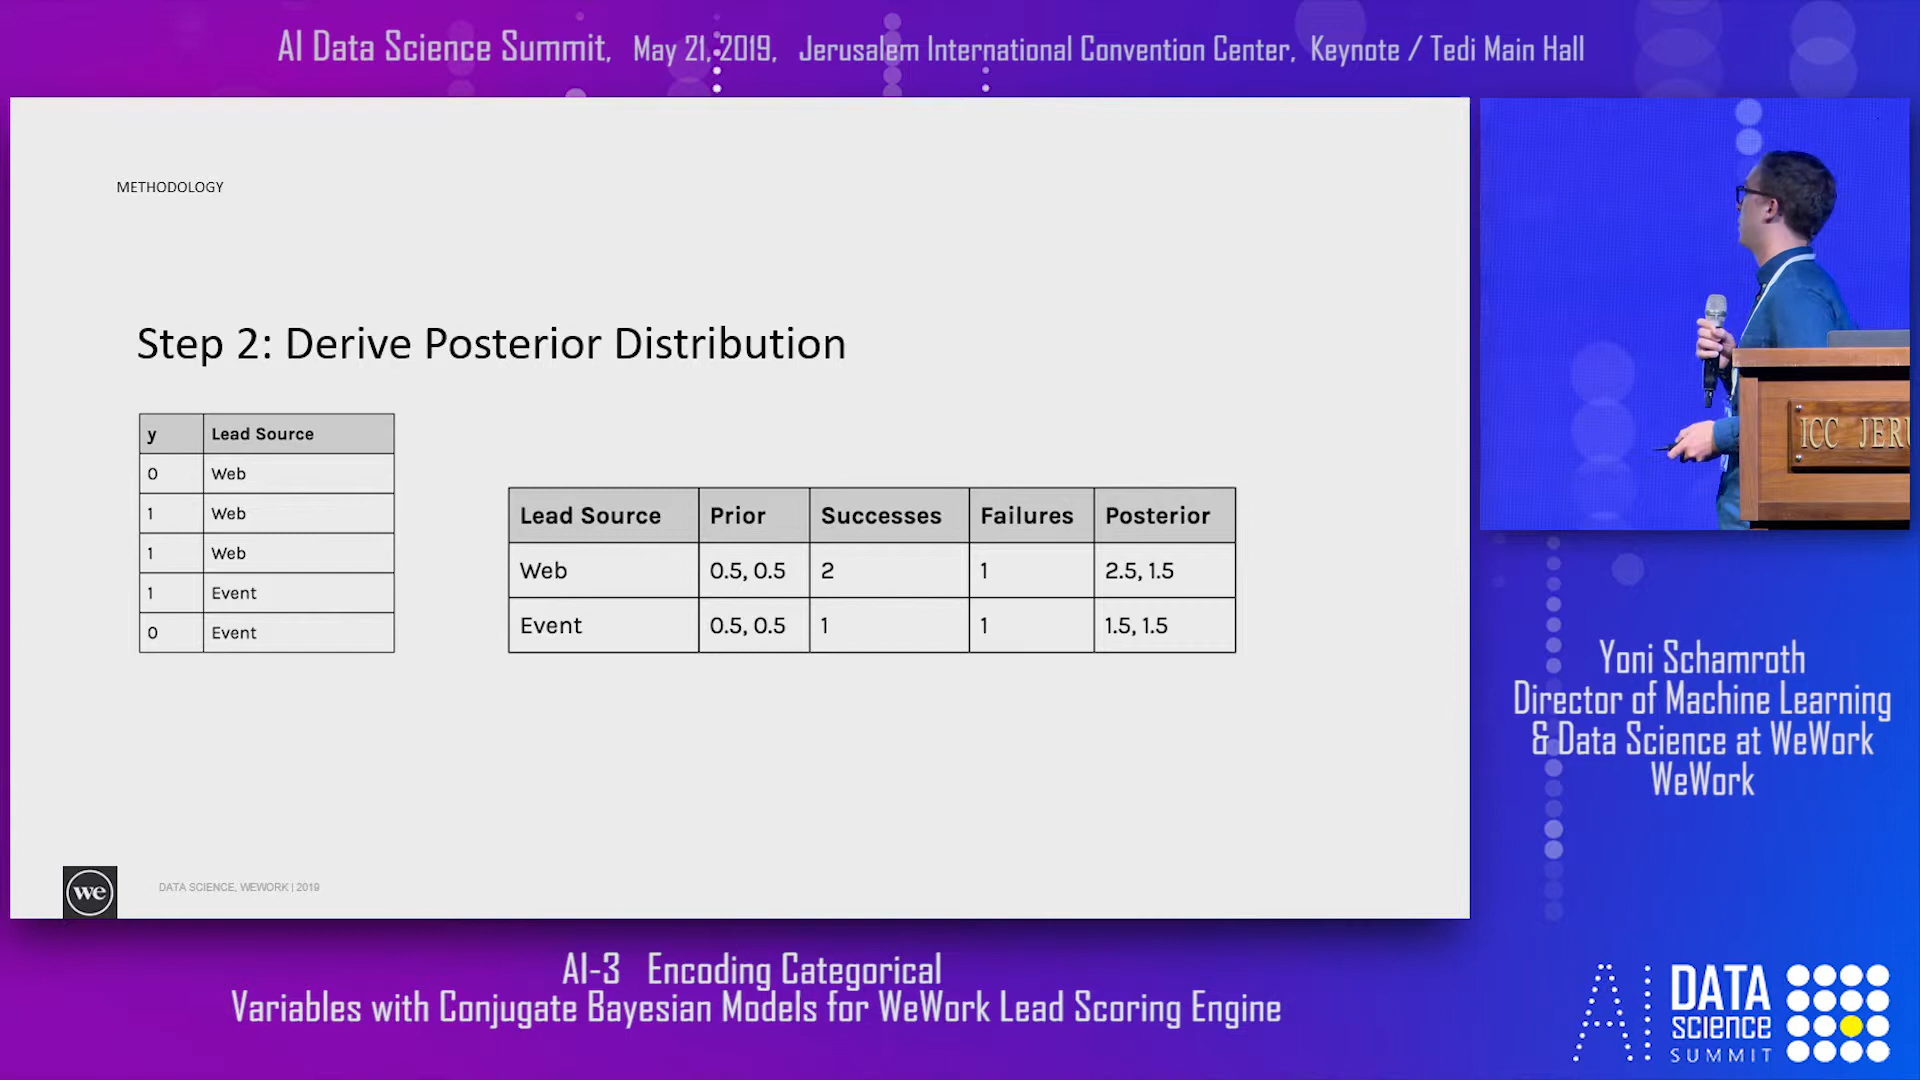 AI Data Science Summit, May 21, 2019, Jerusalem International Convention Center, Keynote / Tedi Main Hall
METHODOLOGY
Step 2: Derive Posterior Distribution
y Lead Source
0 Web
1 Web
1 Web
1 Event
0 Event
Lead Source Prior Successes Failures Posterior
Web 0.5, 0.5 2 1 2.5, 1.5
Event 0.5, 0.5 1 1 1.5, 1.5
we
DATA SCIENCE, WEWORK | 2019
ICC JERU
Yoni Schamroth
Director of Machine Learning
& Data Science at WeWork
WeWork
AI-3 Encoding Categorical
Variables with Conjugate Bayesian Models for WeWork Lead Scoring Engine
AI DATA
SCIENCE
SUMMIT